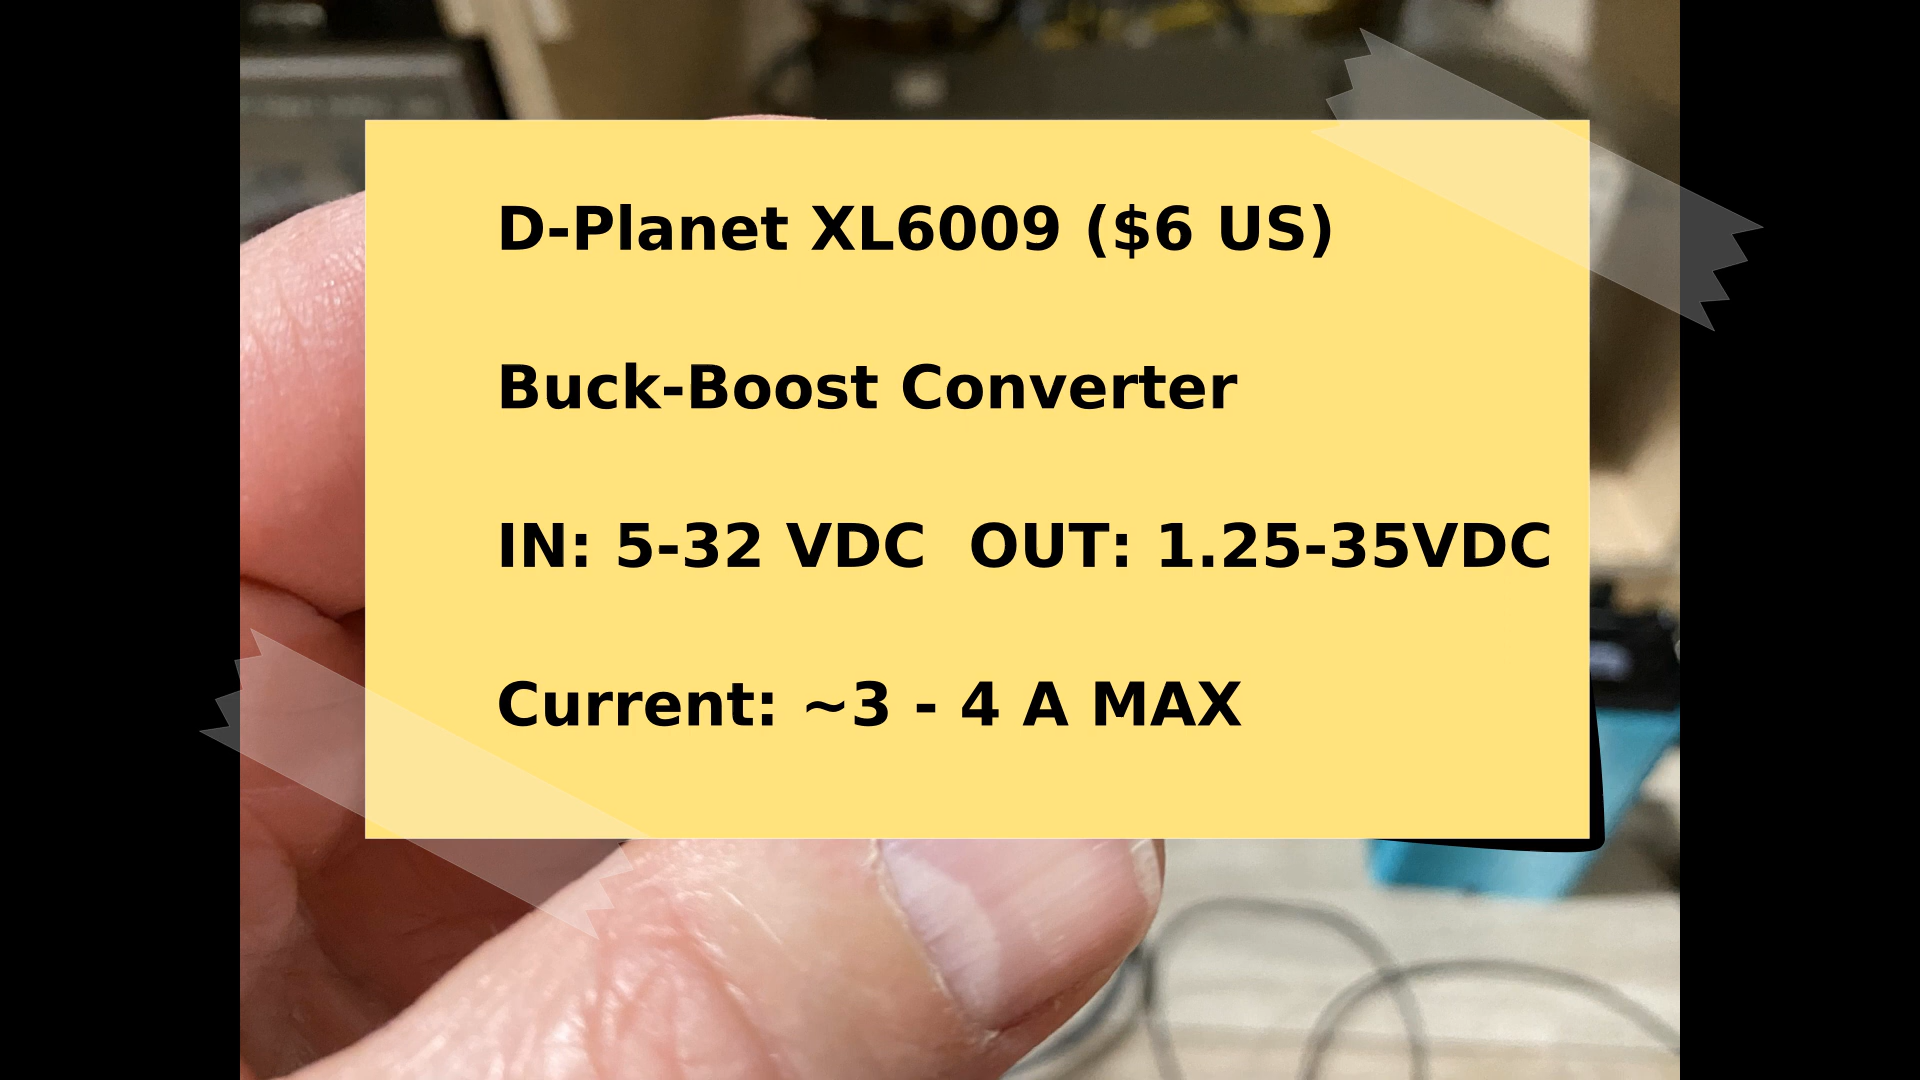 D-Planet XL6009 ($6 US)
Buck-Boost Converter
IN: 5-32 VDC  OUT: 1.25-35VDC
Current: ~3 - 4 A MAX